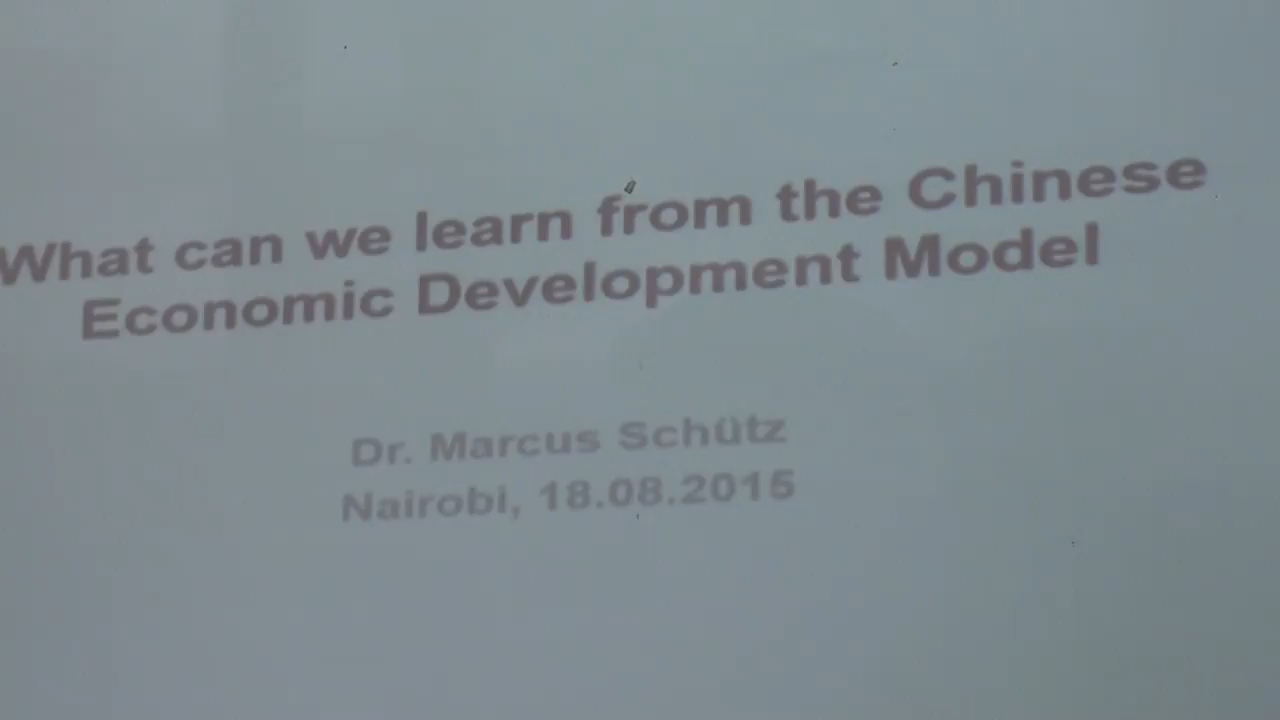 What can we learn from the Chinese
Economic Development Model
Dr. Marcus Schütz
Nairobi, 18.08.2015